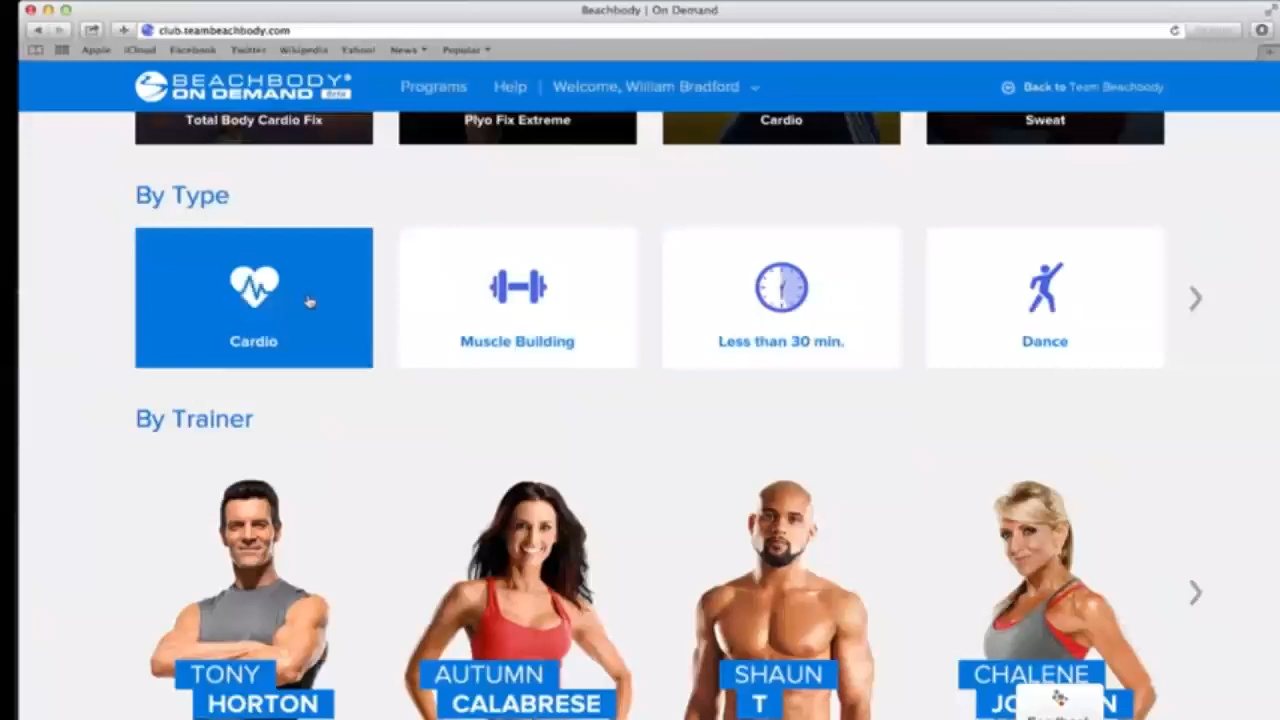 Beachbody | On Demand
club.teambeachbody.com
Apple iCloud Facebook Twitter Wikipedia Yahoo! News Popular
BEACHBODY®
ON DEMAND Beta
Programs Help | Welcome, William Bradford
Back to Team Beachbody
Total Body Cardio Fix
Plyo Fix Extreme
Cardio
Sweat
By Type
Cardio
Muscle Building
Less than 30 min.
Dance
By Trainer
TONY
HORTON
AUTUMN
CALABRESE
SHAUN
T
CHALENE